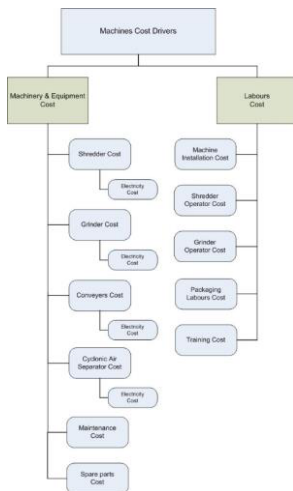 Machines Cost Drivers
Machinery & Equipment
Cost
Labours
Cost
Shredder Cost
Electricity
Cost
Grinder Cost
Electricity
Cost
Conveyers Cost
Electricity
Cost
Cyclonic Air
Separator Cost
Electricity
Cost
Maintenance
Cost
Spare parts
Cost
Machine
Installation Cost
Shredder
Operator Cost
Grinder
Operator Cost
Packaging
Labours Cost
Training Cost